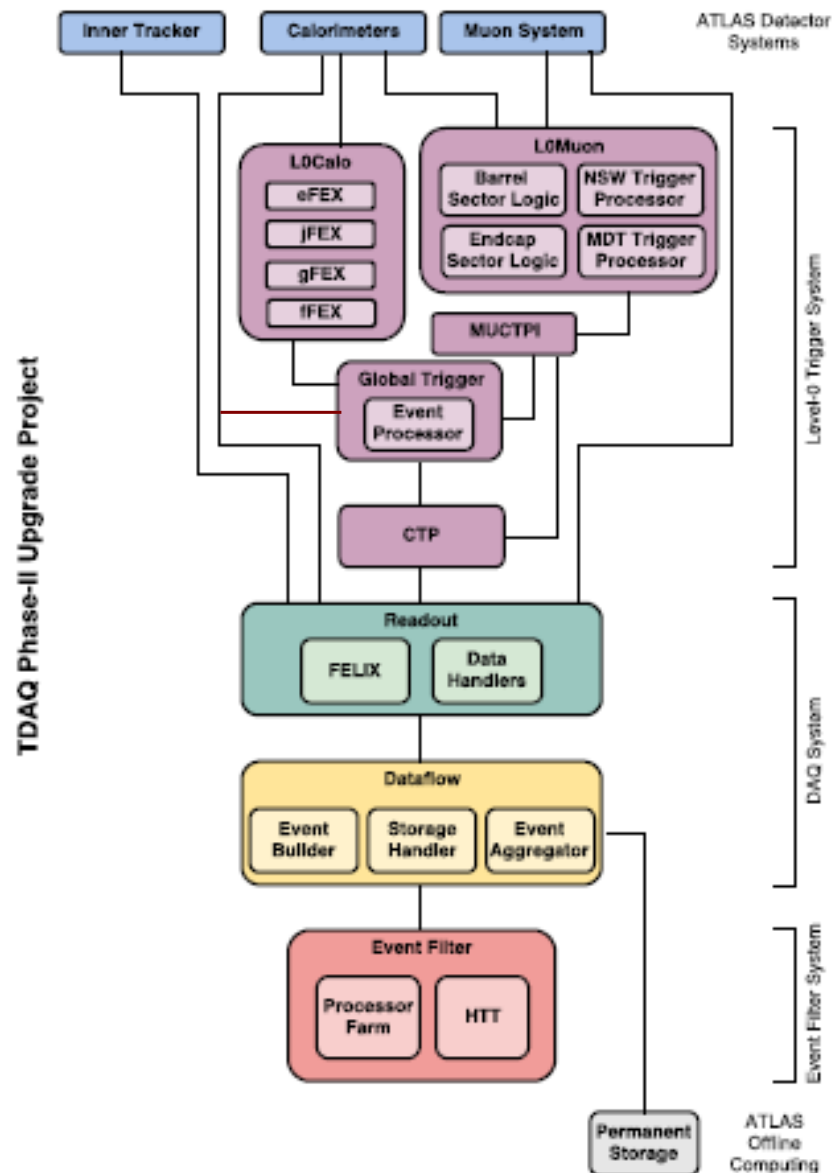 Inner Tracker
Calorimeters
Muon System
ATLAS Detector
Systems
L0Calo
eFEX
jFEX
gFEX
fFEX
L0Muon
Barrel
Sector Logic
NSW Trigger
Processor
Endcap
Sector Logic
MDT Trigger
Processor
MUCTPI
Global Trigger
Event
Processor
CTP
Level-0 Trigger System
TDAQ Phase-II Upgrade Project
Readout
FELIX
Data
Handlers
DAQ System
Dataflow
Event
Builder
Storage
Handler
Event
Aggregator
Event Filter
Processor
Farm
HTT
Event Filter System
Permanent
Storage
ATLAS
Offline
Computing